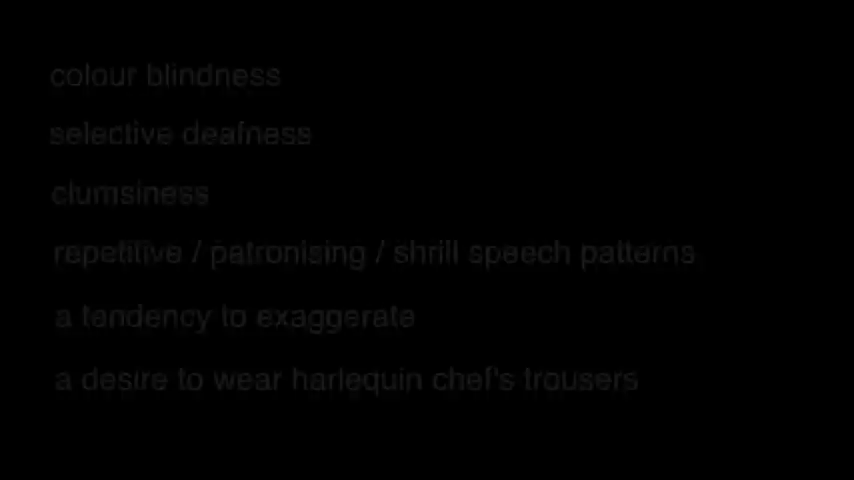 colour blindness
selective deafness
clumsiness
repetitive / patronising / shrill speech patterns
a tendency to exaggerate
a desire to wear harlequin chef's trousers